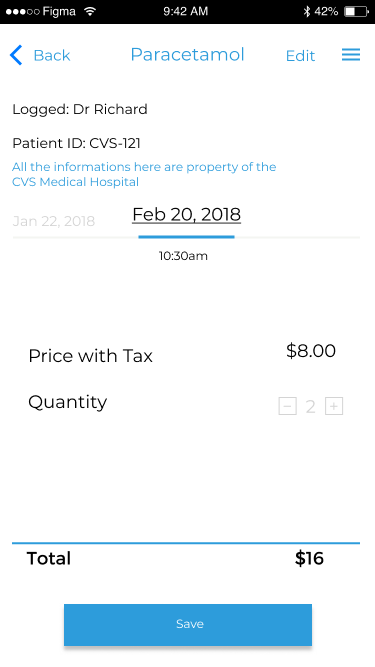 Figma 9:42 AM 42%
Back Paracetamol Edit
Logged: Dr Richard
Patient ID: CVS-121
All the informations here are property of the
CVS Medical Hospital
Jan 22, 2018 Feb 20, 2018
10:30am
Price with Tax $8.00
Quantity − 2 +
Total $16
Save